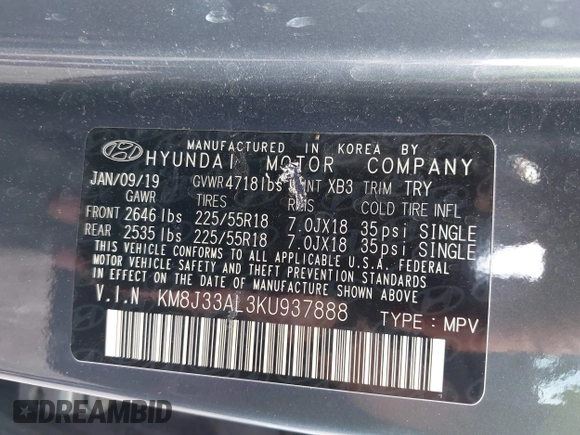 MANUFACTURED IN KOREA BY
HYUNDAI MOTOR COMPANY
JAN/09/19 GVWR 4718lbs XB3 TRIM TRY
GAWR TIRES COLD TIRE INFL
FRONT 2646 lbs 225/55R18 7.0JX18 35psi SINGLE
REAR 2535 lbs 225/55R18 7.0JX18 35psi SINGLE
THIS VEHICLE CONFORMS TO ALL APPLICABLE U.S.A. FEDERAL
MOTOR VEHICLE SAFETY AND THEFT PREVENTION STANDARDS
IN EFFECT ON THE DATE OF MANUFACTURE SHOWN ABOVE.
V.I.N KM8J33AL3KU937888
TYPE : MPV
DREAMBID